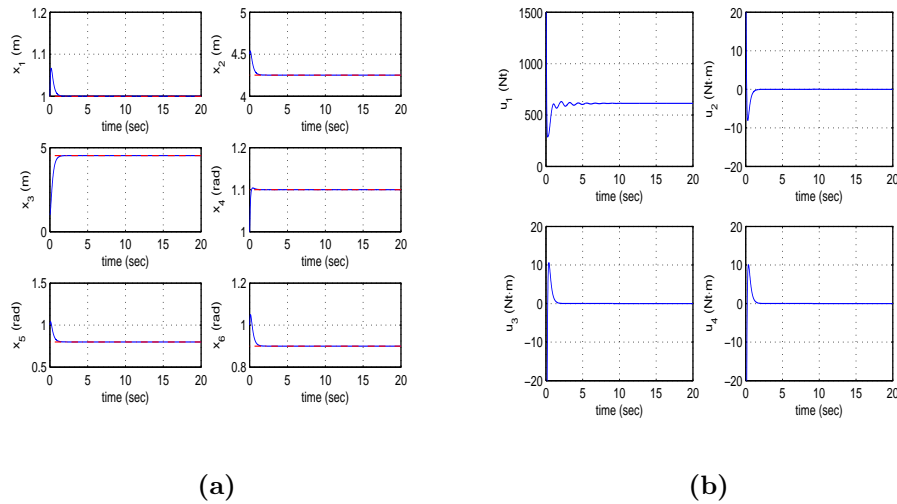 1.2
1.1
1
x₁ (m)
0 5 10 15 20
time (sec)
5
4.5
4
x₂ (m)
0 5 10 15 20
time (sec)
5
0
x₃ (m)
0 5 10 15 20
time (sec)
1.2
1.1
1
x₄ (rad)
0 5 10 15 20
time (sec)
1.5
1
0.5
x₅ (rad)
0 5 10 15 20
time (sec)
1.2
1
0.8
x₆ (rad)
0 5 10 15 20
time (sec)
(a)
1500
1000
500
0
u₁ (Nt)
0 5 10 15 20
time (sec)
20
10
0
−10
−20
u₂ (Nt·m)
0 5 10 15 20
time (sec)
20
10
0
−10
−20
u₃ (Nt·m)
0 5 10 15 20
time (sec)
20
10
0
−10
−20
u₄ (Nt·m)
0 5 10 15 20
time (sec)
(b)